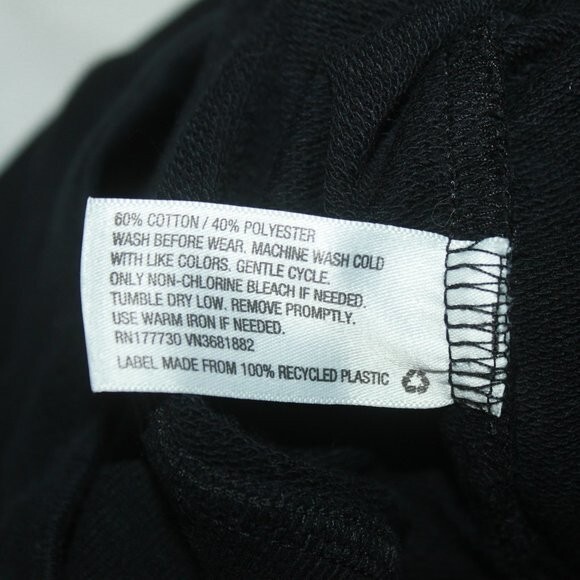 60% COTTON / 40% POLYESTER
WASH BEFORE WEAR. MACHINE WASH COLD
WITH LIKE COLORS. GENTLE CYCLE.
ONLY NON-CHLORINE BLEACH IF NEEDED.
TUMBLE DRY LOW. REMOVE PROMPTLY.
USE WARM IRON IF NEEDED.
RN177730 VN3681882
LABEL MADE FROM 100% RECYCLED PLASTIC